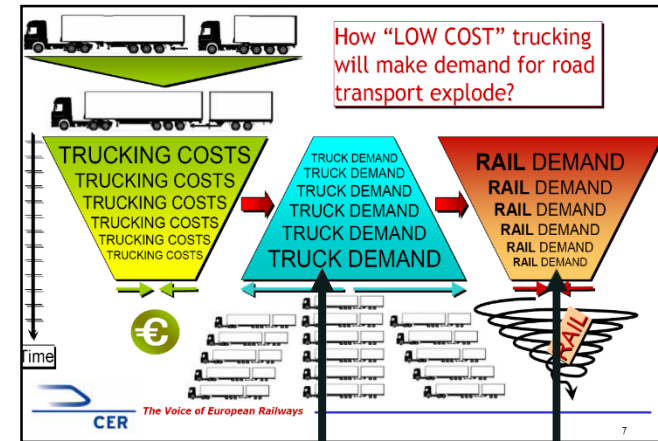 How “LOW COST” trucking
will make demand for road
transport explode?
TRUCKING COSTS
TRUCKING COSTS
TRUCKING COSTS
TRUCKING COSTS
TRUCKING COSTS
TRUCKING COSTS
TRUCK DEMAND
TRUCK DEMAND
TRUCK DEMAND
TRUCK DEMAND
TRUCK DEMAND
TRUCK DEMAND
RAIL DEMAND
RAIL DEMAND
RAIL DEMAND
RAIL DEMAND
RAIL DEMAND
RAIL DEMAND
€
RAIL
Time
CER
The Voice of European Railways
7